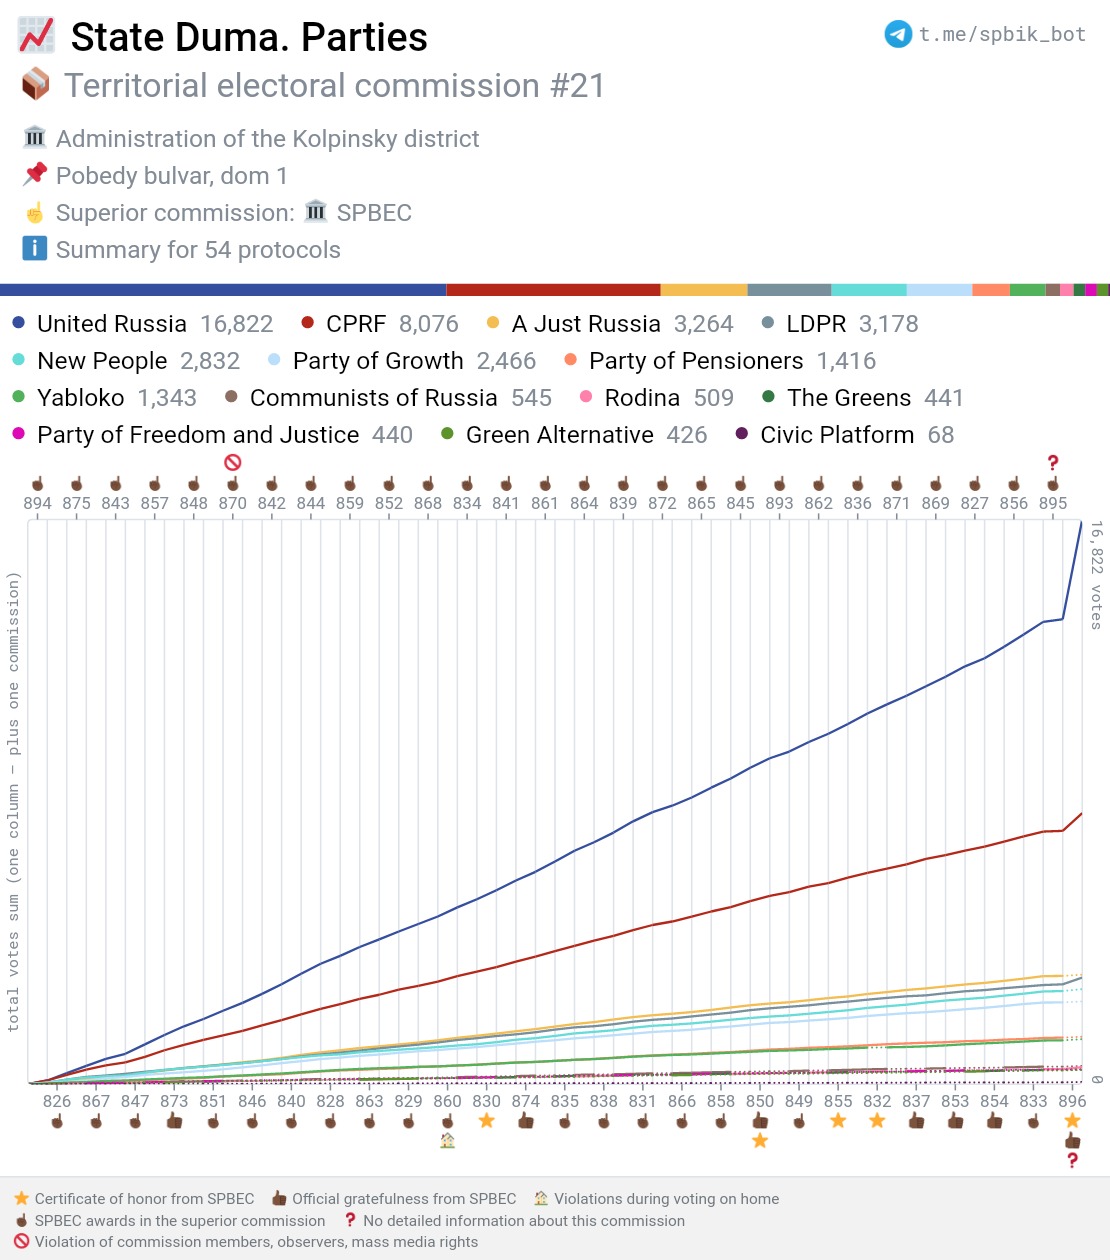 State Duma. Parties
t.me/spbik_bot
Territorial electoral commission #21
Administration of the Kolpinsky district
Pobedy bulvar, dom 1
Superior commission: SPBEC
Summary for 54 protocols
United Russia 16,822 CPRF 8,076 A Just Russia 3,264 LDPR 3,178
New People 2,832 Party of Growth 2,466 Party of Pensioners 1,416
Yabloko 1,343 Communists of Russia 545 Rodina 509 The Greens 441
Party of Freedom and Justice 440 Green Alternative 426 Civic Platform 68
894 875 843 857 848 870 842 844 859 852 868 834 841 861 864 839 872 865 845 893 862 836 871 869 827 856 895
16,822 votes
total votes sum (one column – plus one commission)
0
826 867 847 873 851 846 840 828 863 829 860 830 874 835 838 831 866 858 850 849 855 832 837 853 854 833 896
Certificate of honor from SPBEC Official gratefulness from SPBEC Violations during voting on home
SPBEC awards in the superior commission No detailed information about this commission
Violation of commission members, observers, mass media rights